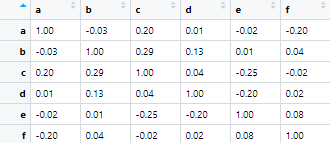 a b c d e f
a 1.00 -0.03 0.20 0.01 -0.02 -0.20
b -0.03 1.00 0.29 0.13 0.01 0.04
c 0.20 0.29 1.00 0.04 -0.25 -0.02
d 0.01 0.13 0.04 1.00 -0.20 0.02
e -0.02 0.01 -0.25 -0.20 1.00 0.08
f -0.20 0.04 -0.02 0.02 0.08 1.00